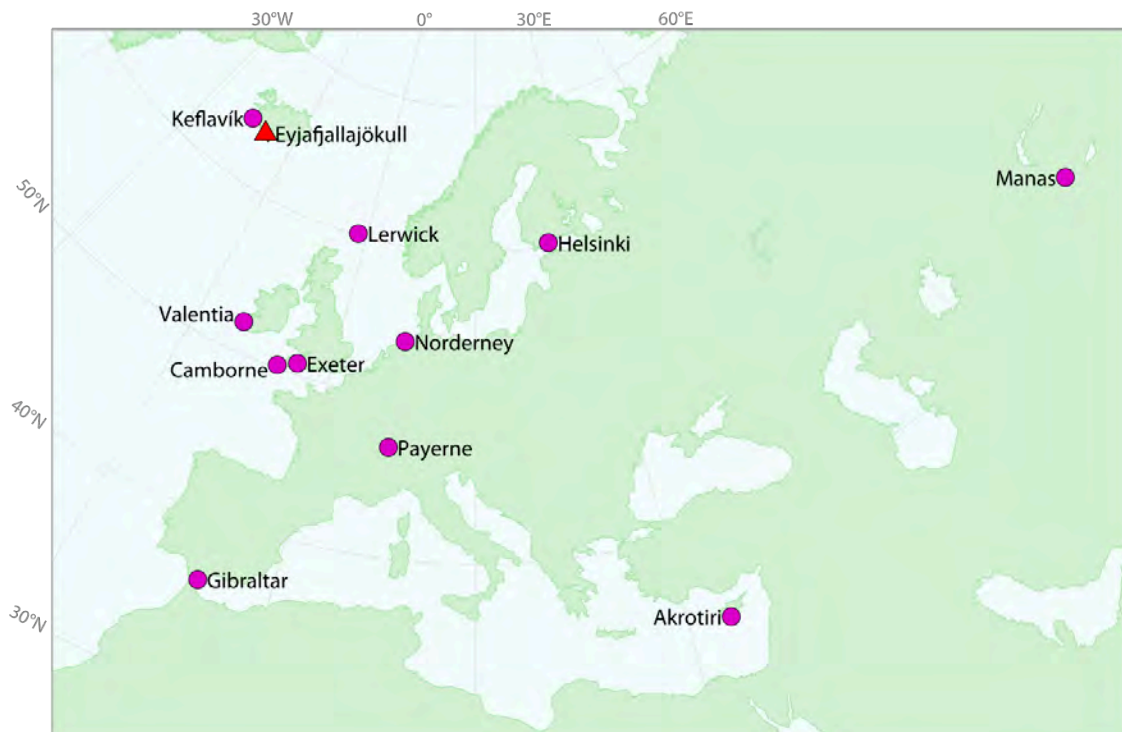 30°W 0° 30°E 60°E
Keflavík
Eyjafjallajökull
Manas
50°N
Lerwick
Helsinki
Valentia
Norderney
Camborne
Exeter
40°N
Payerne
Gibraltar
30°N
Akrotiri